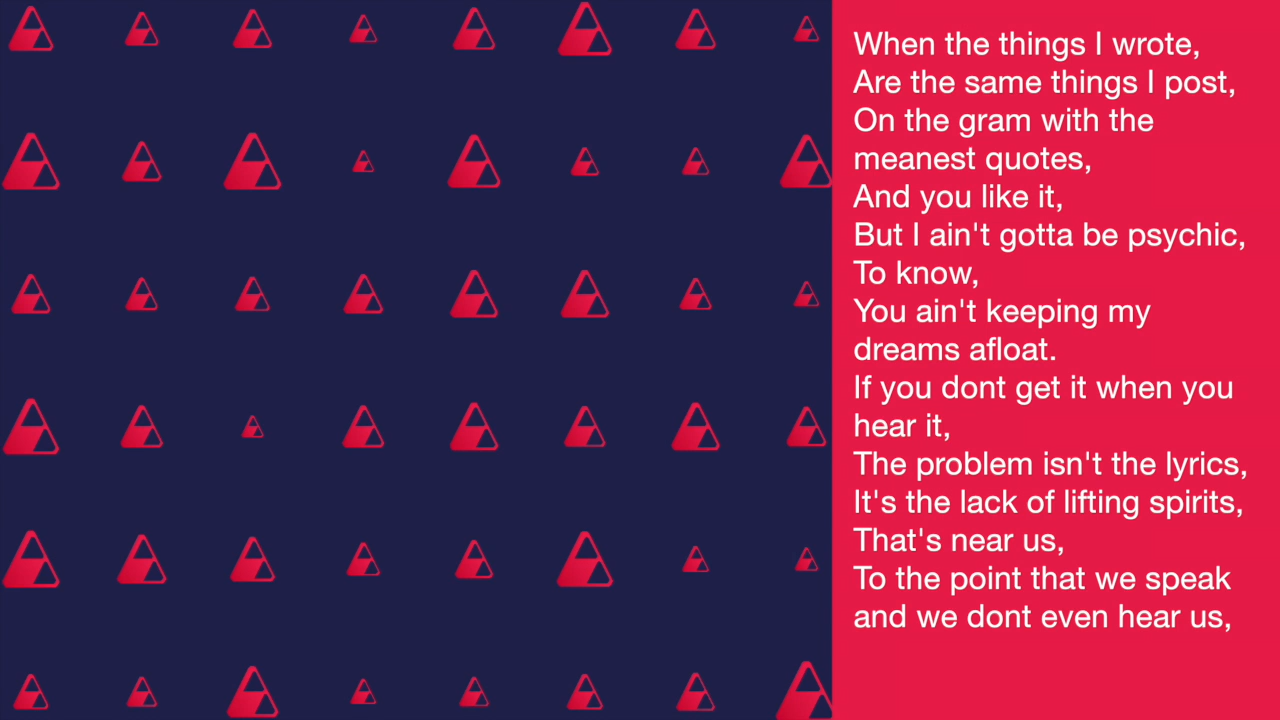 When the things I wrote,
Are the same things I post,
On the gram with the
meanest quotes,
And you like it,
But I ain't gotta be psychic,
To know,
You ain't keeping my
dreams afloat.
If you dont get it when you
hear it,
The problem isn't the lyrics,
It's the lack of lifting spirits,
That's near us,
To the point that we speak
and we dont even hear us,